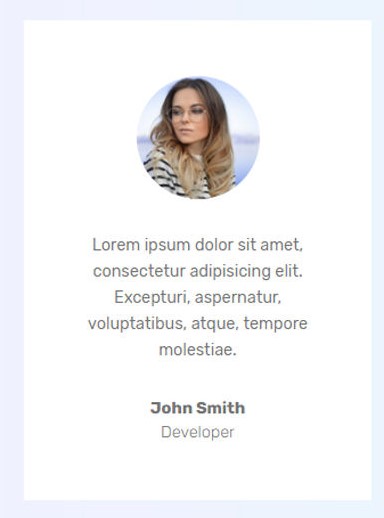 Lorem ipsum dolor sit amet,
consectetur adipisicing elit.
Excepturi, aspernatur,
voluptatibus, atque, tempore
molestiae.
John Smith
Developer